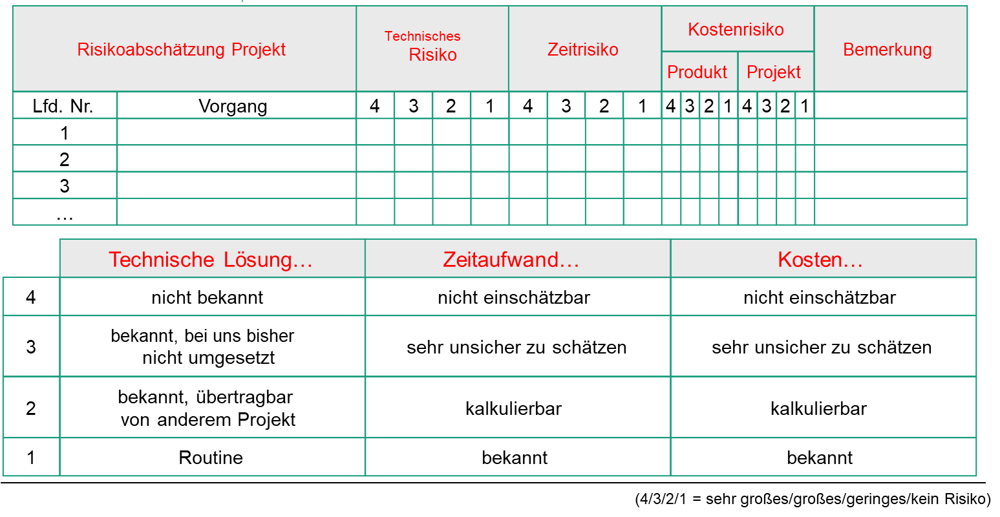 Risikoabschätzung Projekt
Technisches
Risiko
Zeitrisiko
Kostenrisiko
Bemerkung
Produkt Projekt
Lfd. Nr. Vorgang 4 3 2 1 4 3 2 1 4 3 2 1 4 3 2 1
1
2
3
…
Technische Lösung… Zeitaufwand… Kosten…
4 nicht bekannt nicht einschätzbar nicht einschätzbar
3 bekannt, bei uns bisher
nicht umgesetzt sehr unsicher zu schätzen sehr unsicher zu schätzen
2 bekannt, übertragbar
von anderem Projekt kalkulierbar kalkulierbar
1 Routine bekannt bekannt
(4/3/2/1 = sehr großes/großes/geringes/kein Risiko)